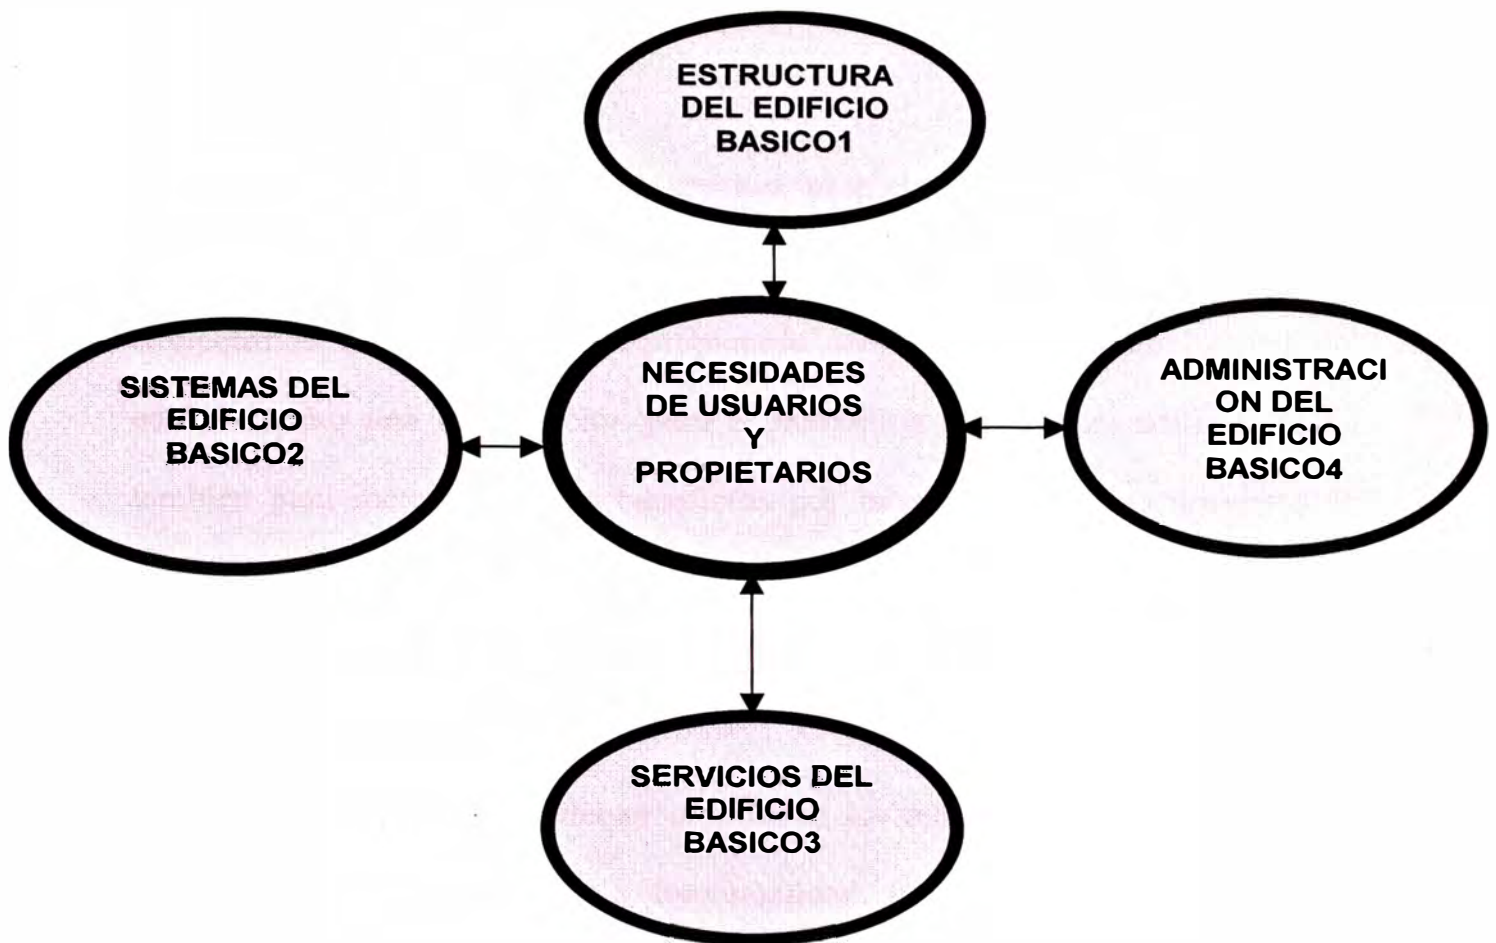 ESTRUCTURA
DEL EDIFICIO
BASICO1
SISTEMAS DEL
EDIFICIO
BASICO2
NECESIDADES
DE USUARIOS
Y
PROPIETARIOS
ADMINISTRACI
ON DEL
EDIFICIO
BASICO4
SERVICIOS DEL
EDIFICIO
BASICO3